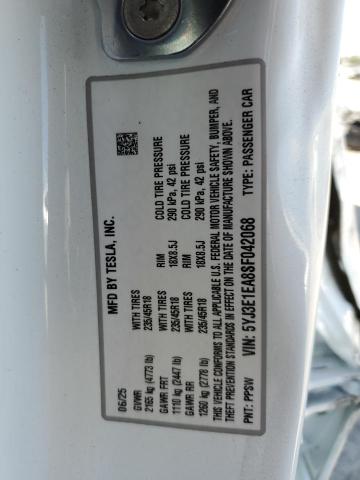 MFD BY TESLA, INC.
06/25
GVWR
2165 kg (4773 lb)
WITH TIRES
235/45R18
RIM
18X8.5J
COLD TIRE PRESSURE
290 kPa, 42 psi
GAWR FRT
1110 kg (2447 lb)
WITH TIRES
235/45R18
RIM
18X8.5J
COLD TIRE PRESSURE
290 kPa, 42 psi
GAWR RR
1260 kg (2778 lb)
WITH TIRES
235/45R18
THIS VEHICLE CONFORMS TO ALL APPLICABLE U.S. FEDERAL MOTOR VEHICLE SAFETY, BUMPER, AND
THEFT PREVENTION STANDARDS IN EFFECT ON THE DATE OF MANUFACTURE SHOWN ABOVE.
VIN: 5YJ3E1EA8SF042068
TYPE: PASSENGER CAR
PNT: PPSW